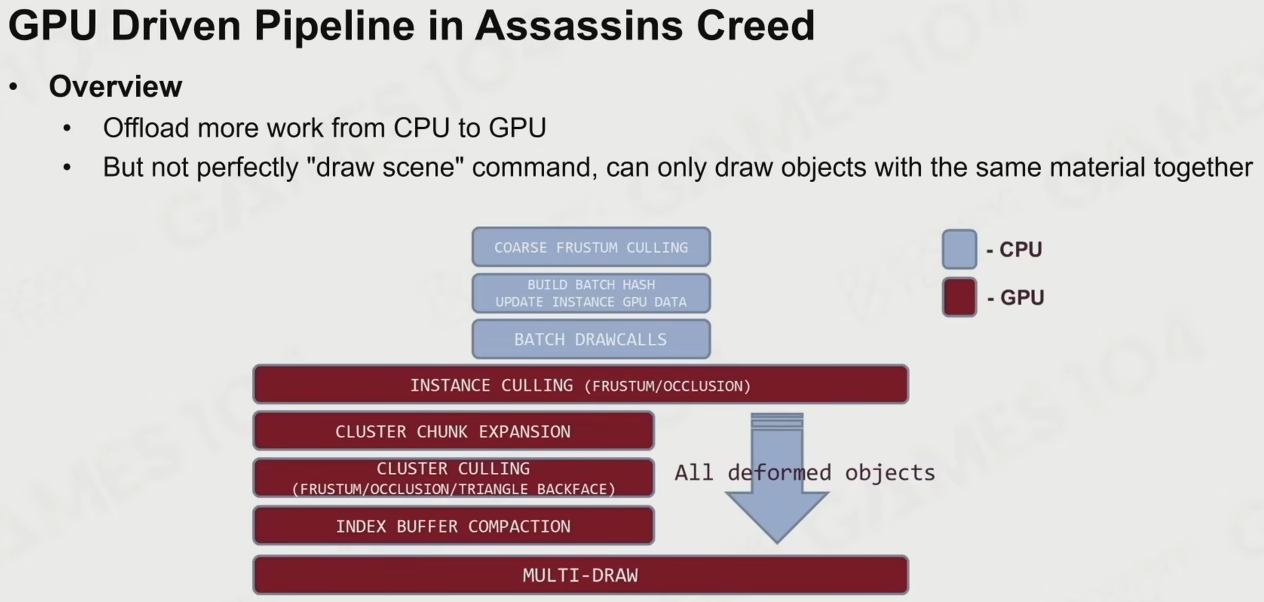 GPU Driven Pipeline in Assassins Creed
• Overview
• Offload more work from CPU to GPU
• But not perfectly "draw scene" command, can only draw objects with the same material together
COARSE FRUSTUM CULLING
- CPU
BUILD BATCH HASH
UPDATE INSTANCE GPU DATA
- GPU
BATCH DRAWCALLS
INSTANCE CULLING (FRUSTUM/OCCLUSION)
CLUSTER CHUNK EXPANSION
CLUSTER CULLING
(FRUSTUM/OCCLUSION/TRIANGLE BACKFACE)
All deformed objects
INDEX BUFFER COMPACTION
MULTI-DRAW
GAMES104